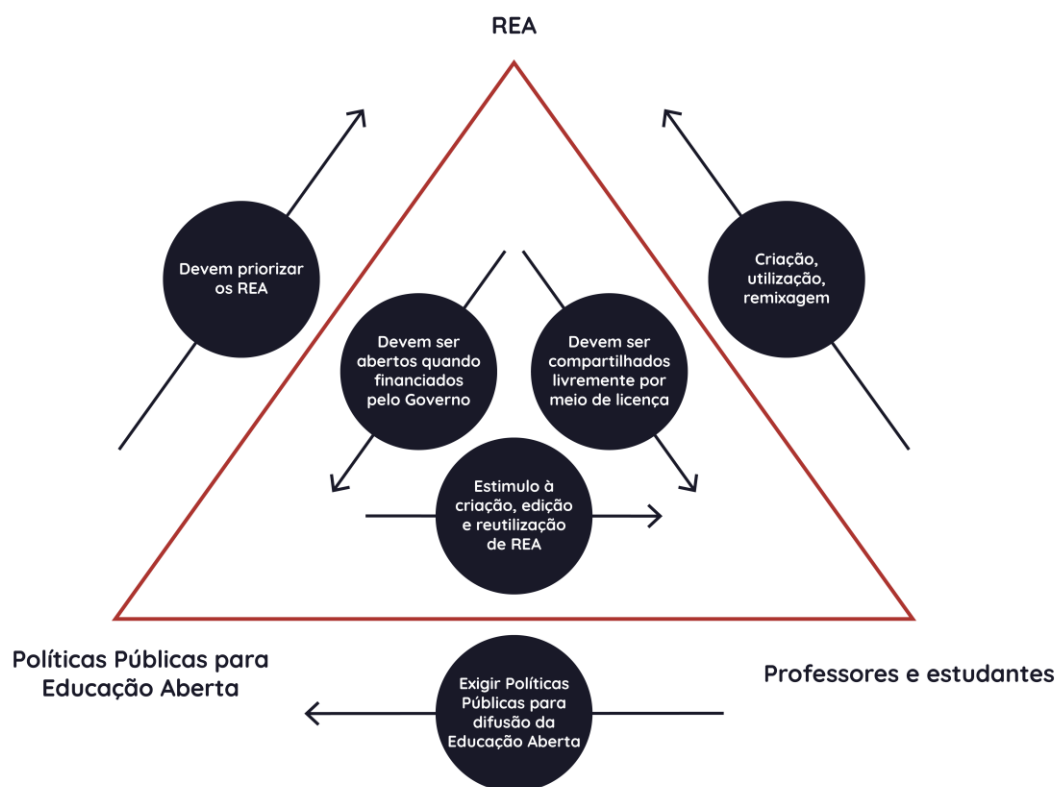 REA
Devem priorizar
os REA
Criação,
utilização,
remixagem
Devem ser
abertos quando
financiados
pelo Governo
Devem ser
compartilhados
livremente por
meio de licença
Estimulo à
criação, edição
e reutilização
de REA
Políticas Públicas para
Educação Aberta
Professores e estudantes
Exigir Políticas
Públicas para
difusão da
Educação Aberta